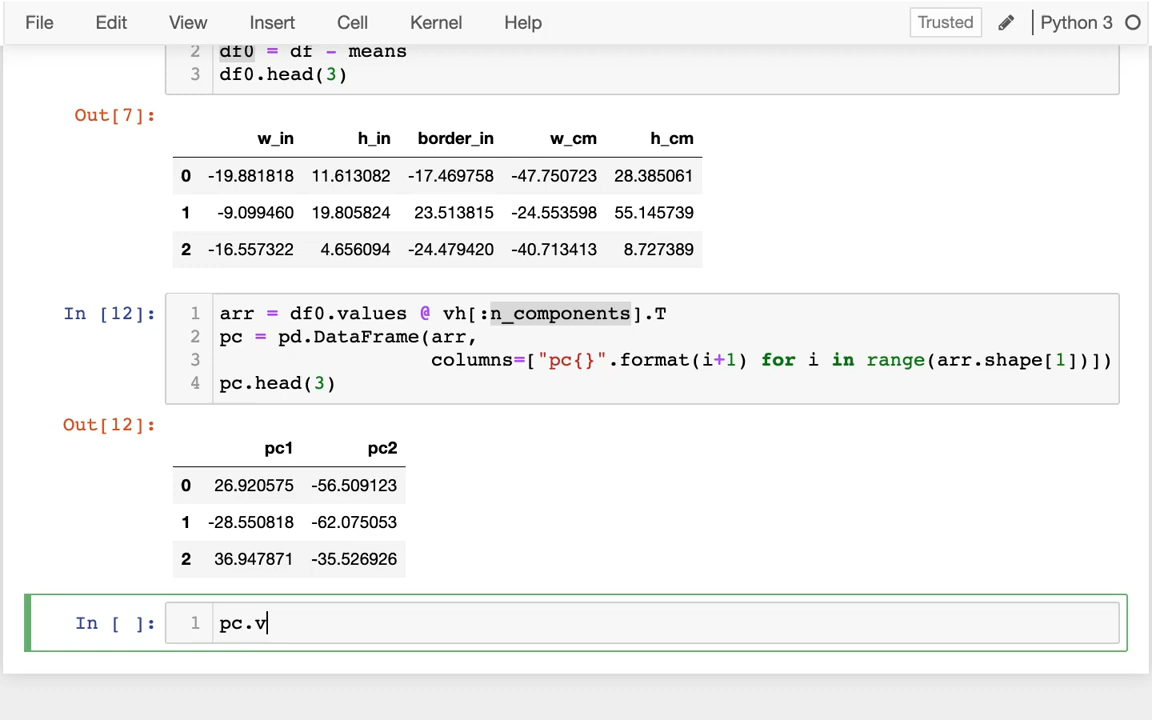 File Edit View Insert Cell Kernel Help Trusted Python 3
2 df0 = df - means
3 df0.head(3)
Out[7]:
w_in h_in border_in w_cm h_cm
0 -19.881818 11.613082 -17.469758 -47.750723 28.385061
1 -9.099460 19.805824 23.513815 -24.553598 55.145739
2 -16.557322 4.656094 -24.479420 -40.713413 8.727389
In [12]: 1 arr = df0.values @ vh[:n_components].T
2 pc = pd.DataFrame(arr,
3 columns=["pc{}".format(i+1) for i in range(arr.shape[1])])
4 pc.head(3)
Out[12]:
pc1 pc2
0 26.920575 -56.509123
1 -28.550818 -62.075053
2 36.947871 -35.526926
In [ ]: 1 pc.v